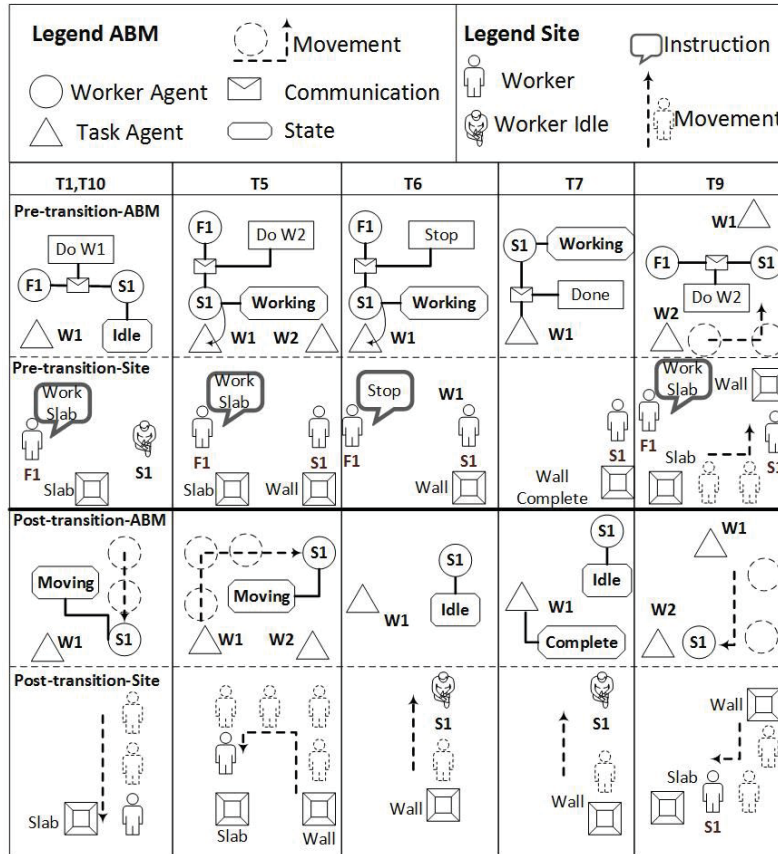 Legend ABM
Movement
Worker Agent
Communication
Task Agent
State
Legend Site
Instruction
Worker
Worker Idle
Movement
T1,T10
T5
T6
T7
T9
Pre-transition-ABM
Do W1
F1
S1
W1
Idle
F1
Do W2
S1
Working
W1
W2
F1
Stop
S1
Working
W1
S1
Working
Done
W1
W1
F1
S1
Do W2
W2
Pre-transition-Site
Work
Slab
F1
S1
Slab
Work
Slab
F1
S1
Slab
Wall
Stop
W1
F1
S1
Wall
S1
Wall
Complete
Work
Slab
Wall
F1
Slab
S1
Post-transition-ABM
Moving
W1
S1
S1
Moving
W1
W2
S1
W1
Idle
S1
Idle
W1
Complete
W1
W2
S1
Post-transition-Site
Slab
Slab
Wall
S1
Wall
S1
Wall
Wall
Slab
S1